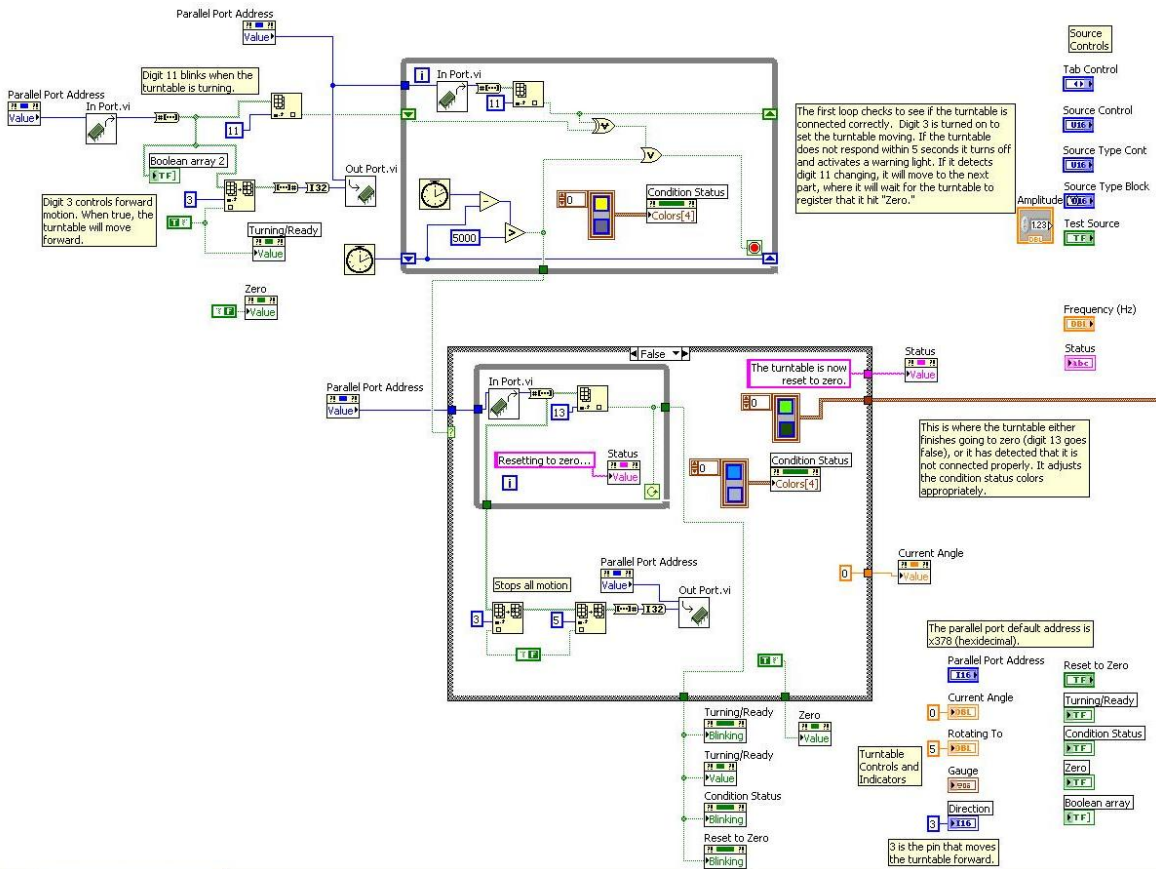 Parallel Port Address
Value
Digit 11 blinks when the
turntable is turning.
Parallel Port Address
Value
In Port.vi
11
Boolean array 2
TF
Digit 3 controls forward
motion. When true, the
turntable will move
forward.
3
I32
Out Port.vi
T F
Turning/Ready
Value
Zero
T F
Value
i
In Port.vi
11
5000
0
Condition Status
Colors[4]
The first loop checks to see if the turntable is
connected correctly. Digit 3 is turned on to
set the turntable moving. If the turntable
does not respond within 5 seconds it turns off
and activates a warning light. If it detects
digit 11 changing, it will move to the next
part, where it will wait for the turntable to
register that it hit "Zero."
Source
Controls
Tab Control
Source Control
U16
Source Type Cont
U16
Source Type Block
U16
Amplitude
1.23
DBL
Test Source
TF
Frequency (Hz)
DBL
Status
abc
False
Parallel Port Address
Value
In Port.vi
13
Resetting to zero...
Status
Value
i
The turntable is now
reset to zero.
Status
Value
0
0
Condition Status
Colors[4]
This is where the turntable either
finishes going to zero (digit 13 goes
false), or it has detected that it is
not connected properly. It adjusts
the condition status colors
appropriately.
Stops all motion
Parallel Port Address
Value
Out Port.vi
3
5
I32
T F
0
Current Angle
Value
T F
Turning/Ready
Blinking
Turning/Ready
Value
Condition Status
Blinking
Reset to Zero
Blinking
Zero
Value
The parallel port default address is
x378 (hexidecimal).
Parallel Port Address
I16
Current Angle
0
DBL
Rotating To
5
DBL
Gauge
Direction
3
I16
3 is the pin that moves
the turntable forward.
Turntable
Controls and
Indicators
Reset to Zero
TF
Turning/Ready
TF
Condition Status
TF
Zero
TF
Boolean array
TF